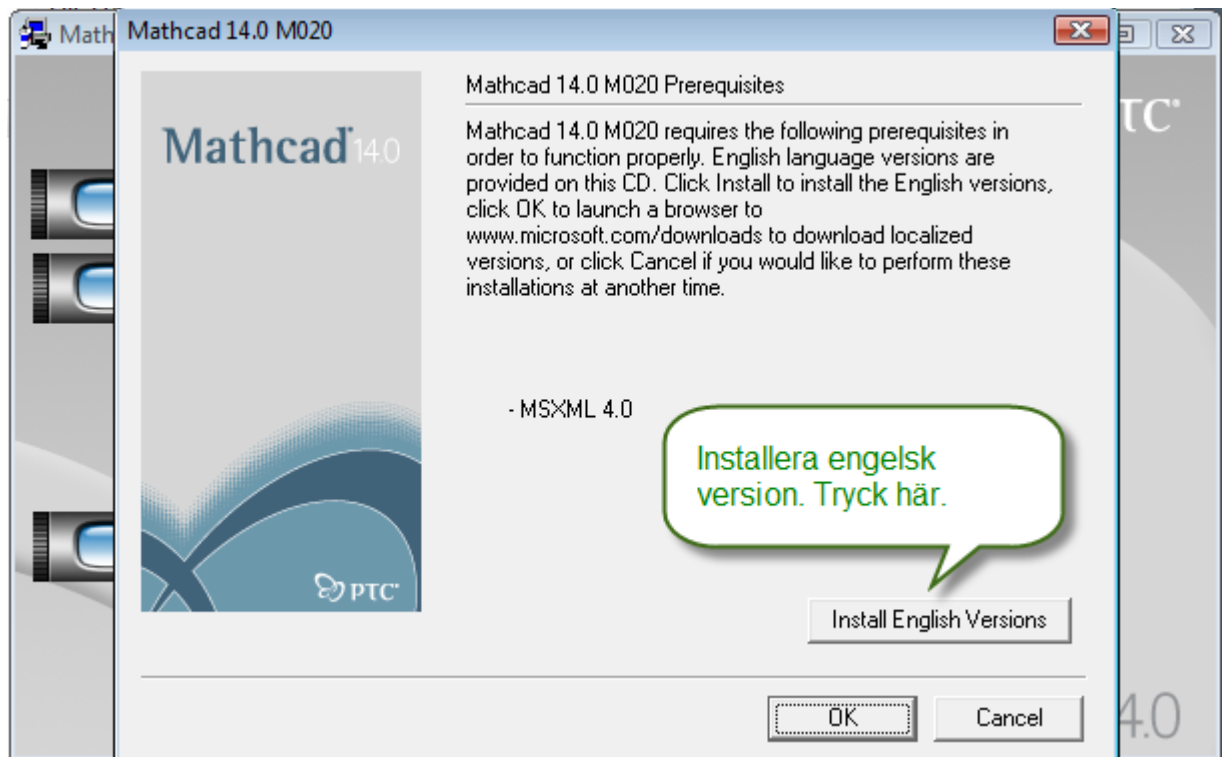 Math
Mathcad 14.0 M020
TC
Mathcad 14.0
Mathcad 14.0 M020 Prerequisites
Mathcad 14.0 M020 requires the following prerequisites in
order to function properly. English language versions are
provided on this CD. Click Install to install the English versions,
click OK to launch a browser to
www.microsoft.com/downloads to download localized
versions, or click Cancel if you would like to perform these
installations at another time.
- MSXML 4.0
Installera engelsk
version. Tryck här.
PTC
Install English Versions
OK
Cancel
4.0